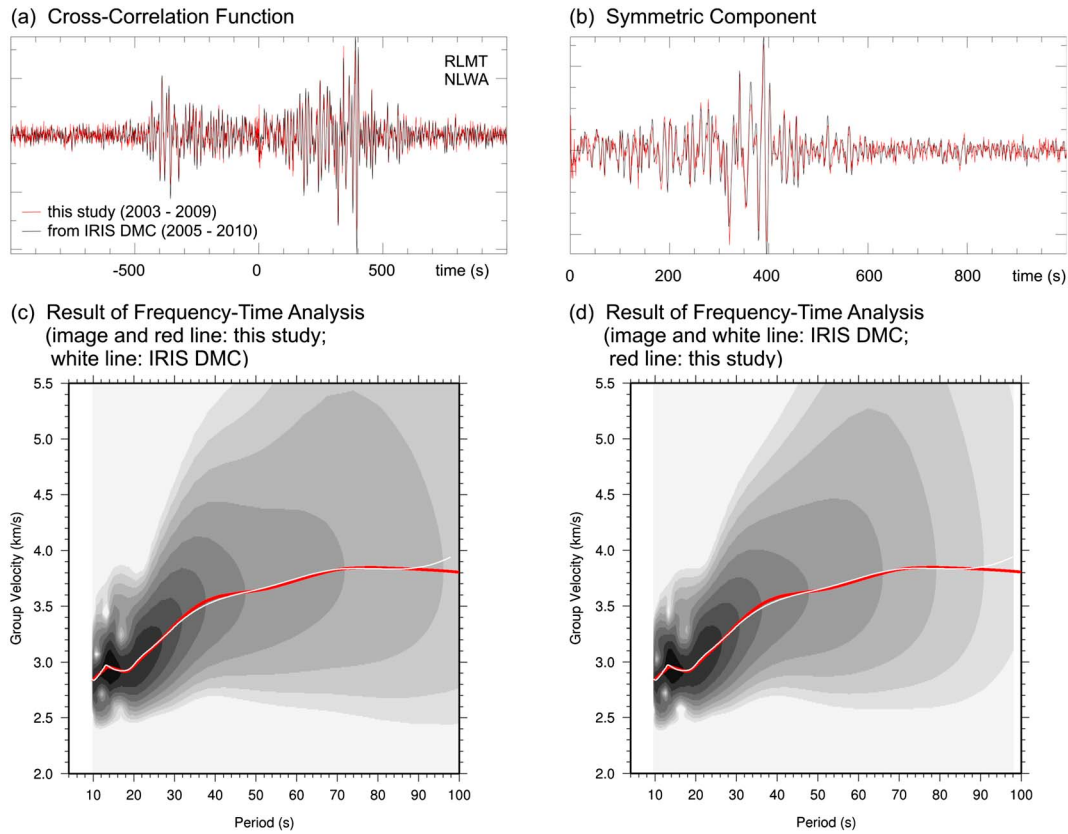 (a) Cross-Correlation Function
RLMT
NLWA
this study (2003 - 2009)
from IRIS DMC (2005 - 2010)
-500 0 500 time (s)
(b) Symmetric Component
0 200 400 600 800 time (s)
(c) Result of Frequency-Time Analysis
(image and red line: this study;
white line: IRIS DMC)
5.5
5.0
4.5
4.0
3.5
3.0
2.5
2.0
Group Velocity (km/s)
10 20 30 40 50 60 70 80 90 100
Period (s)
(d) Result of Frequency-Time Analysis
(image and white line: IRIS DMC;
red line: this study)
5.5
5.0
4.5
4.0
3.5
3.0
2.5
2.0
Group Velocity (km/s)
10 20 30 40 50 60 70 80 90 100
Period (s)